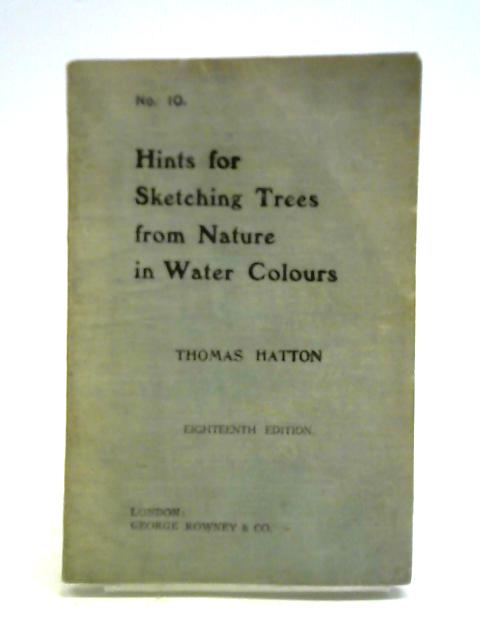 No. 10.
Hints for
Sketching Trees
from Nature
in Water Colours
THOMAS HATTON
EIGHTEENTH EDITION.
LONDON:
GEORGE ROWNEY & CO.